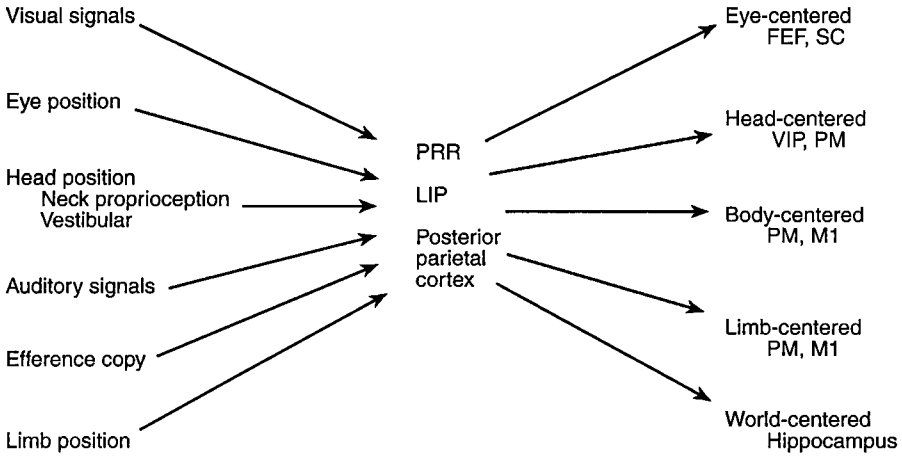 Visual signals
Eye position
Head position
Neck proprioception
Vestibular
Auditory signals
Efference copy
Limb position
PRR
LIP
Posterior
parietal
cortex
Eye-centered
FEF, SC
Head-centered
VIP, PM
Body-centered
PM, M1
Limb-centered
PM, M1
World-centered
Hippocampus